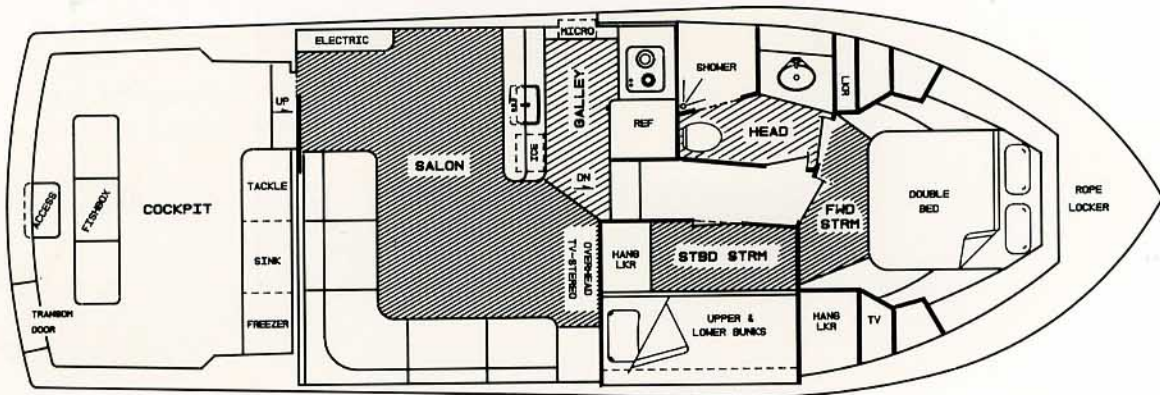 ELECTRIC
MICRO
SHOWER
LKR
UP
GALLEY
REF
HEAD
ICE
SALON
DN
TACKLE
COCKPIT
ACCESS
FISHBOX
SINK
FREEZER
TRANSOM
DOOR
OVERHEAD
TV-STEREO
HANG
LKR
STBD STRM
FWD
STRM
DOUBLE
BED
ROPE
LOCKER
UPPER &
LOWER BUNKS
HANG
LKR
TV